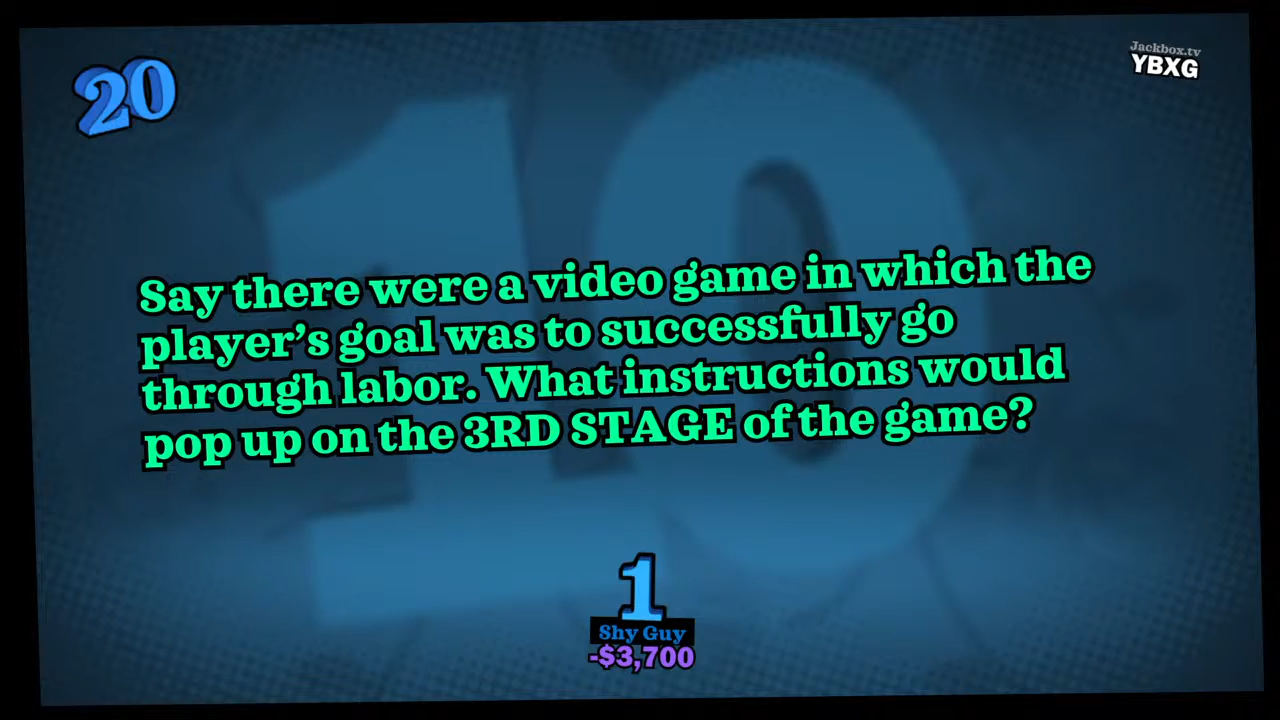 20
Jackbox.tv
YBXG
10
Say there were a video game in which the
player's goal was to successfully go
through labor. What instructions would
pop up on the 3RD STAGE of the game?
1
Shy Guy
-$3,700